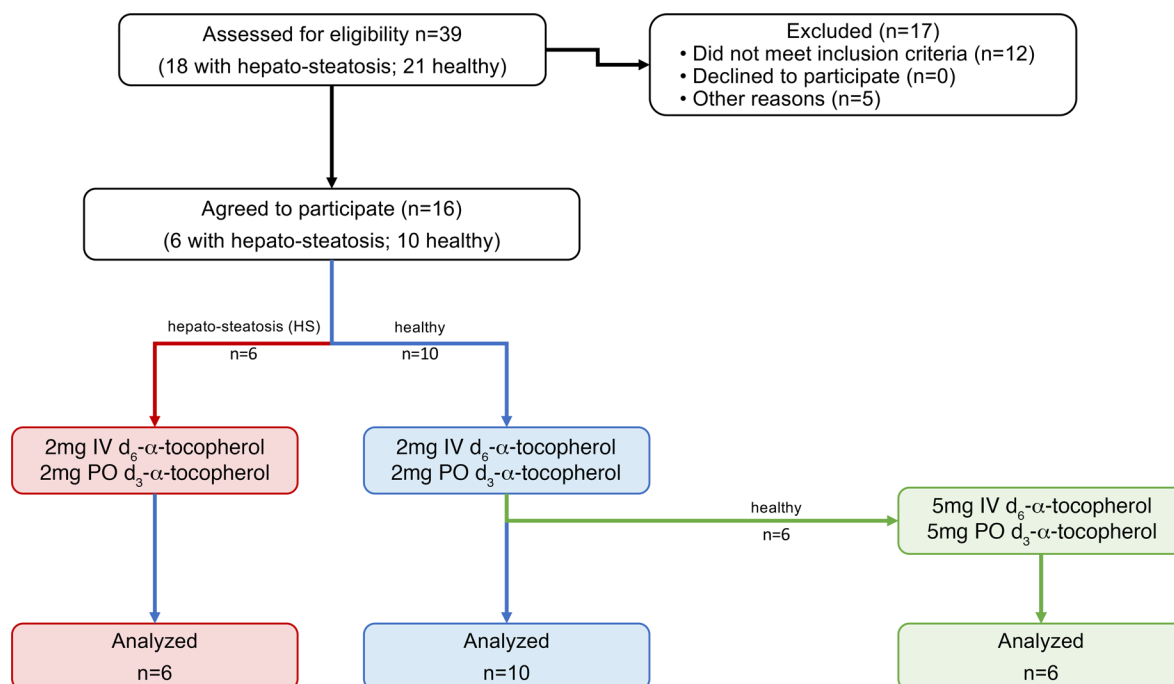 Assessed for eligibility n=39
(18 with hepato-steatosis; 21 healthy)
Excluded (n=17)
• Did not meet inclusion criteria (n=12)
• Declined to participate (n=0)
• Other reasons (n=5)
Agreed to participate (n=16)
(6 with hepato-steatosis; 10 healthy)
hepato-steatosis (HS)
n=6
healthy
n=10
2mg IV d₆-α-tocopherol
2mg PO d₃-α-tocopherol
2mg IV d₆-α-tocopherol
2mg PO d₃-α-tocopherol
healthy
n=6
5mg IV d₆-α-tocopherol
5mg PO d₃-α-tocopherol
Analyzed
n=6
Analyzed
n=10
Analyzed
n=6